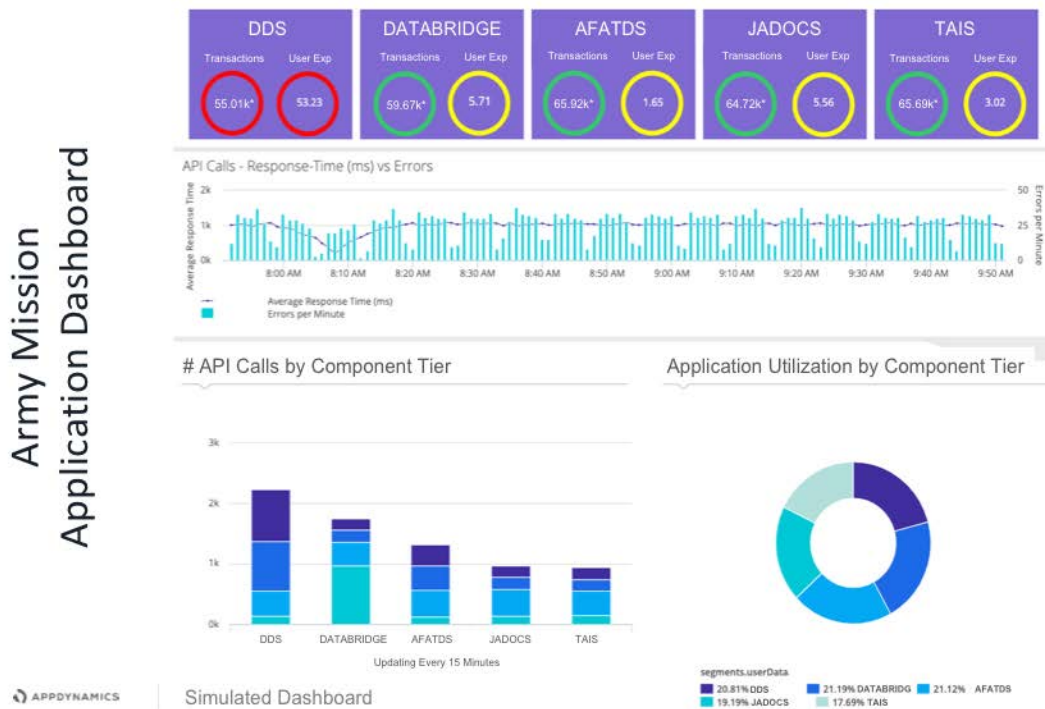 Army Mission
Application Dashboard
DDS
Transactions User Exp
55.01k* 53.23
DATABRIDGE
Transactions User Exp
59.67k* 5.71
AFATDS
Transactions User Exp
65.92k* 1.65
JADOCS
Transactions User Exp
64.72k* 5.56
TAIS
Transactions User Exp
65.69k* 3.02
API Calls - Response-Time (ms) vs Errors
Average Response Time
2k
1k
0k
50
25
0
Errors per Minute
8:00 AM 8:10 AM 8:20 AM 8:30 AM 8:40 AM 8:50 AM 9:00 AM 9:10 AM 9:20 AM 9:30 AM 9:40 AM 9:50 AM
Average Response Time (ms)
Errors per Minute
# API Calls by Component Tier
3k
2k
1k
0k
DDS DATABRIDGE AFATDS JADOCS TAIS
Updating Every 15 Minutes
Application Utilization by Component Tier
segments.userData
20.81% DDS 21.19% DATABRIDG 21.12% AFATDS
19.19% JADOCS 17.69% TAIS
APPDYNAMICS
Simulated Dashboard